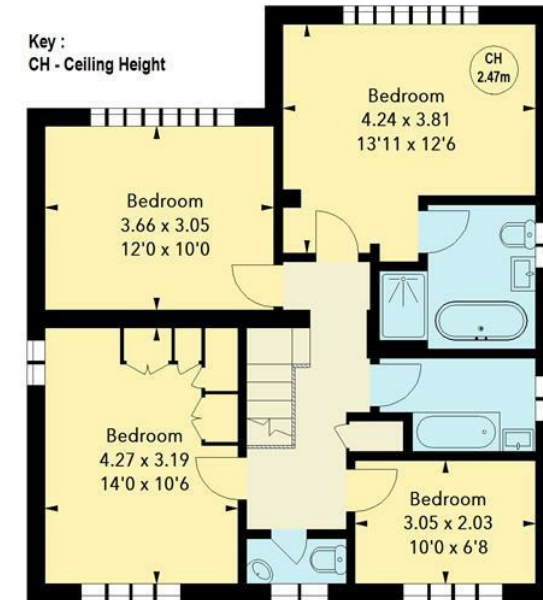 Key :
CH - Ceiling Height
CH
2.47m
Bedroom
4.24 x 3.81
13'11 x 12'6
Bedroom
3.66 x 3.05
12'0 x 10'0
Bedroom
4.27 x 3.19
14'0 x 10'6
Bedroom
3.05 x 2.03
10'0 x 6'8